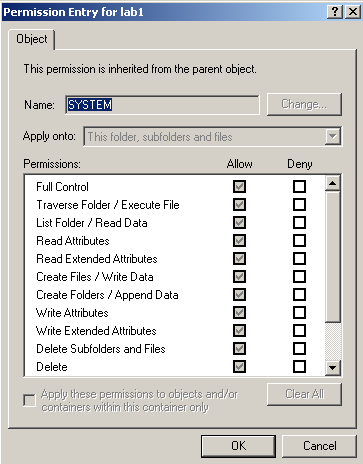 Permission Entry for lab1
Object
This permission is inherited from the parent object.
Name: SYSTEM Change...
Apply onto: This folder, subfolders and files
Permissions: Allow Deny
Full Control
Traverse Folder / Execute File
List Folder / Read Data
Read Attributes
Read Extended Attributes
Create Files / Write Data
Create Folders / Append Data
Write Attributes
Write Extended Attributes
Delete Subfolders and Files
Delete
Apply these permissions to objects and/or Clear All
containers within this container only
OK Cancel